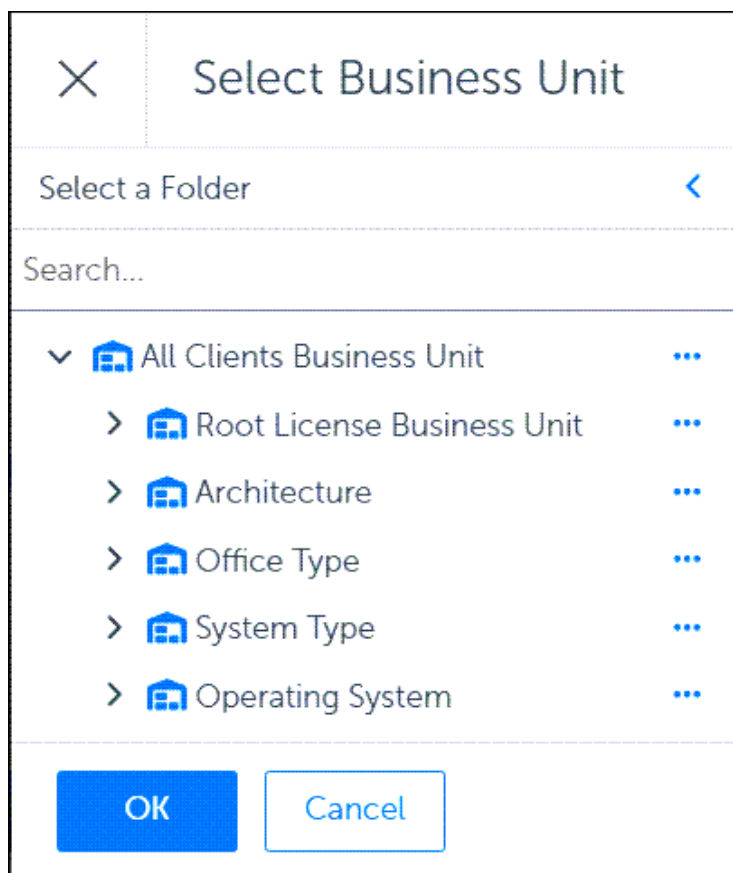 Select Business Unit
Select a Folder
Search...
All Clients Business Unit
Root License Business Unit
Architecture
Office Type
System Type
Operating System
OK Cancel